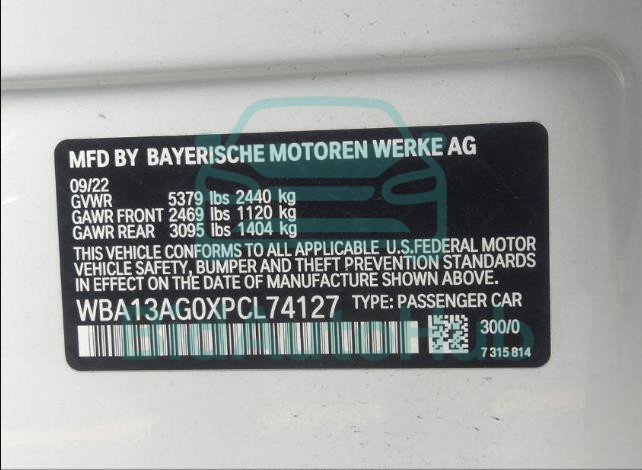 MFD BY BAYERISCHE MOTOREN WERKE AG
09/22
GVWR 5379 lbs 2440 kg
GAWR FRONT 2469 lbs 1120 kg
GAWR REAR 3095 lbs 1404 kg
THIS VEHICLE CONFORMS TO ALL APPLICABLE U.S.FEDERAL MOTOR
VEHICLE SAFETY, BUMPER, AND THEFT PREVENTION STANDARDS
IN EFFECT ON THE DATE OF MANUFACTURE SHOWN ABOVE.
WBA13AG0XPCL74127 TYPE: PASSENGER CAR
300/0
7 315 814
BidAutoHub